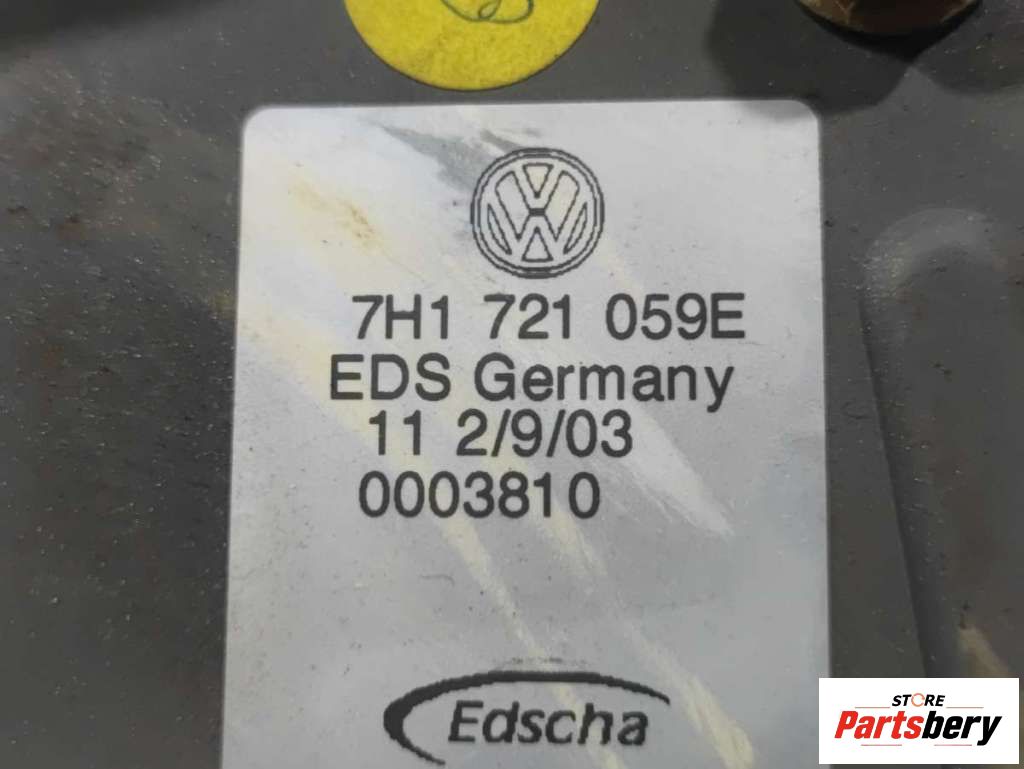 7H1 721 059E
EDS Germany
11 2/9/03
0003810
Edscha
STORE
Partsbery